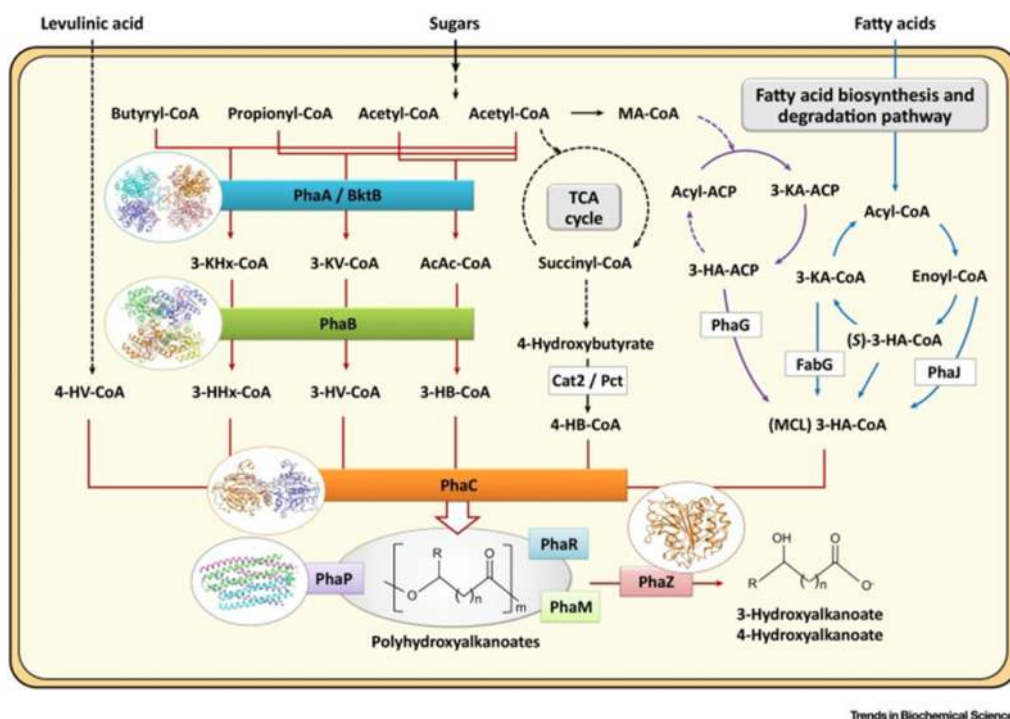 Levulinic acid
Sugars
Fatty acids
Butyryl-CoA
Propionyl-CoA
Acetyl-CoA
Acetyl-CoA
MA-CoA
Fatty acid biosynthesis and
degradation pathway
PhaA / BktB
TCA
cycle
Acyl-ACP
3-KA-ACP
Acyl-CoA
3-KHx-CoA
3-KV-CoA
AcAc-CoA
Succinyl-CoA
3-HA-ACP
3-KA-CoA
Enoyl-CoA
PhaB
PhaG
(S)-3-HA-CoA
4-Hydroxybutyrate
FabG
PhaJ
Cat2 / Pct
4-HV-CoA
3-HHx-CoA
3-HV-CoA
3-HB-CoA
4-HB-CoA
(MCL) 3-HA-CoA
PhaC
PhaR
PhaP
R
O
O
( )n
m
PhaM
PhaZ
OH
O
R
( )n
O-
Polyhydroxyalkanoates
3-Hydroxyalkanoate
4-Hydroxyalkanoate
Trends in Biochemical Sciences